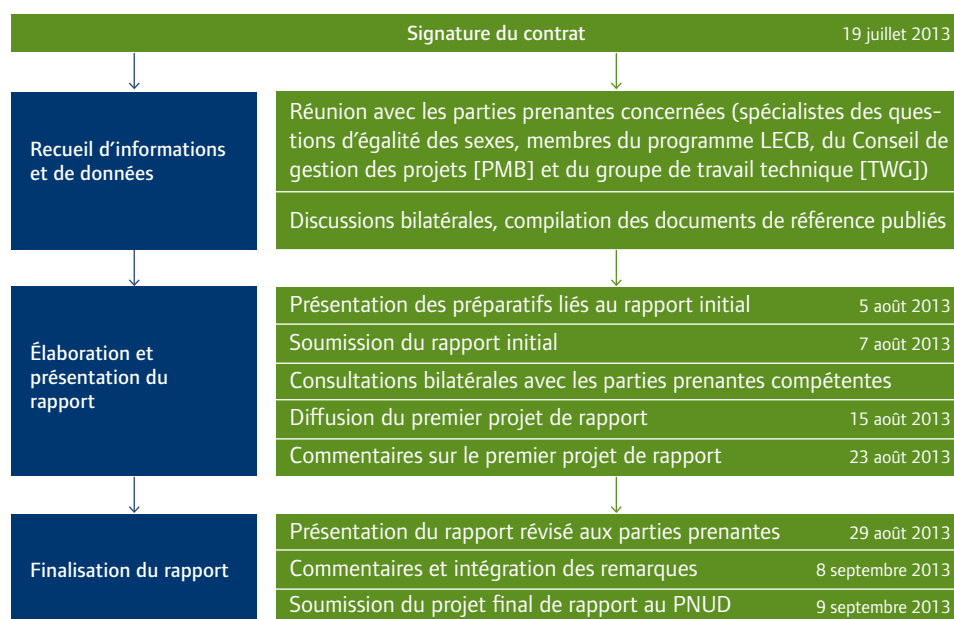 Signature du contrat 19 juillet 2013
Recueil d’informations
et de données
Réunion avec les parties prenantes concernées (spécialistes des ques-
tions d’égalité des sexes, membres du programme LECB, du Conseil de
gestion des projets [PMB] et du groupe de travail technique [TWG])
Discussions bilatérales, compilation des documents de référence publiés
Élaboration et
présentation du
rapport
Présentation des préparatifs liés au rapport initial 5 août 2013
Soumission du rapport initial 7 août 2013
Consultations bilatérales avec les parties prenantes compétentes
Diffusion du premier projet de rapport 15 août 2013
Commentaires sur le premier projet de rapport 23 août 2013
Finalisation du rapport
Présentation du rapport révisé aux parties prenantes 29 août 2013
Commentaires et intégration des remarques 8 septembre 2013
Soumission du projet final de rapport au PNUD 9 septembre 2013